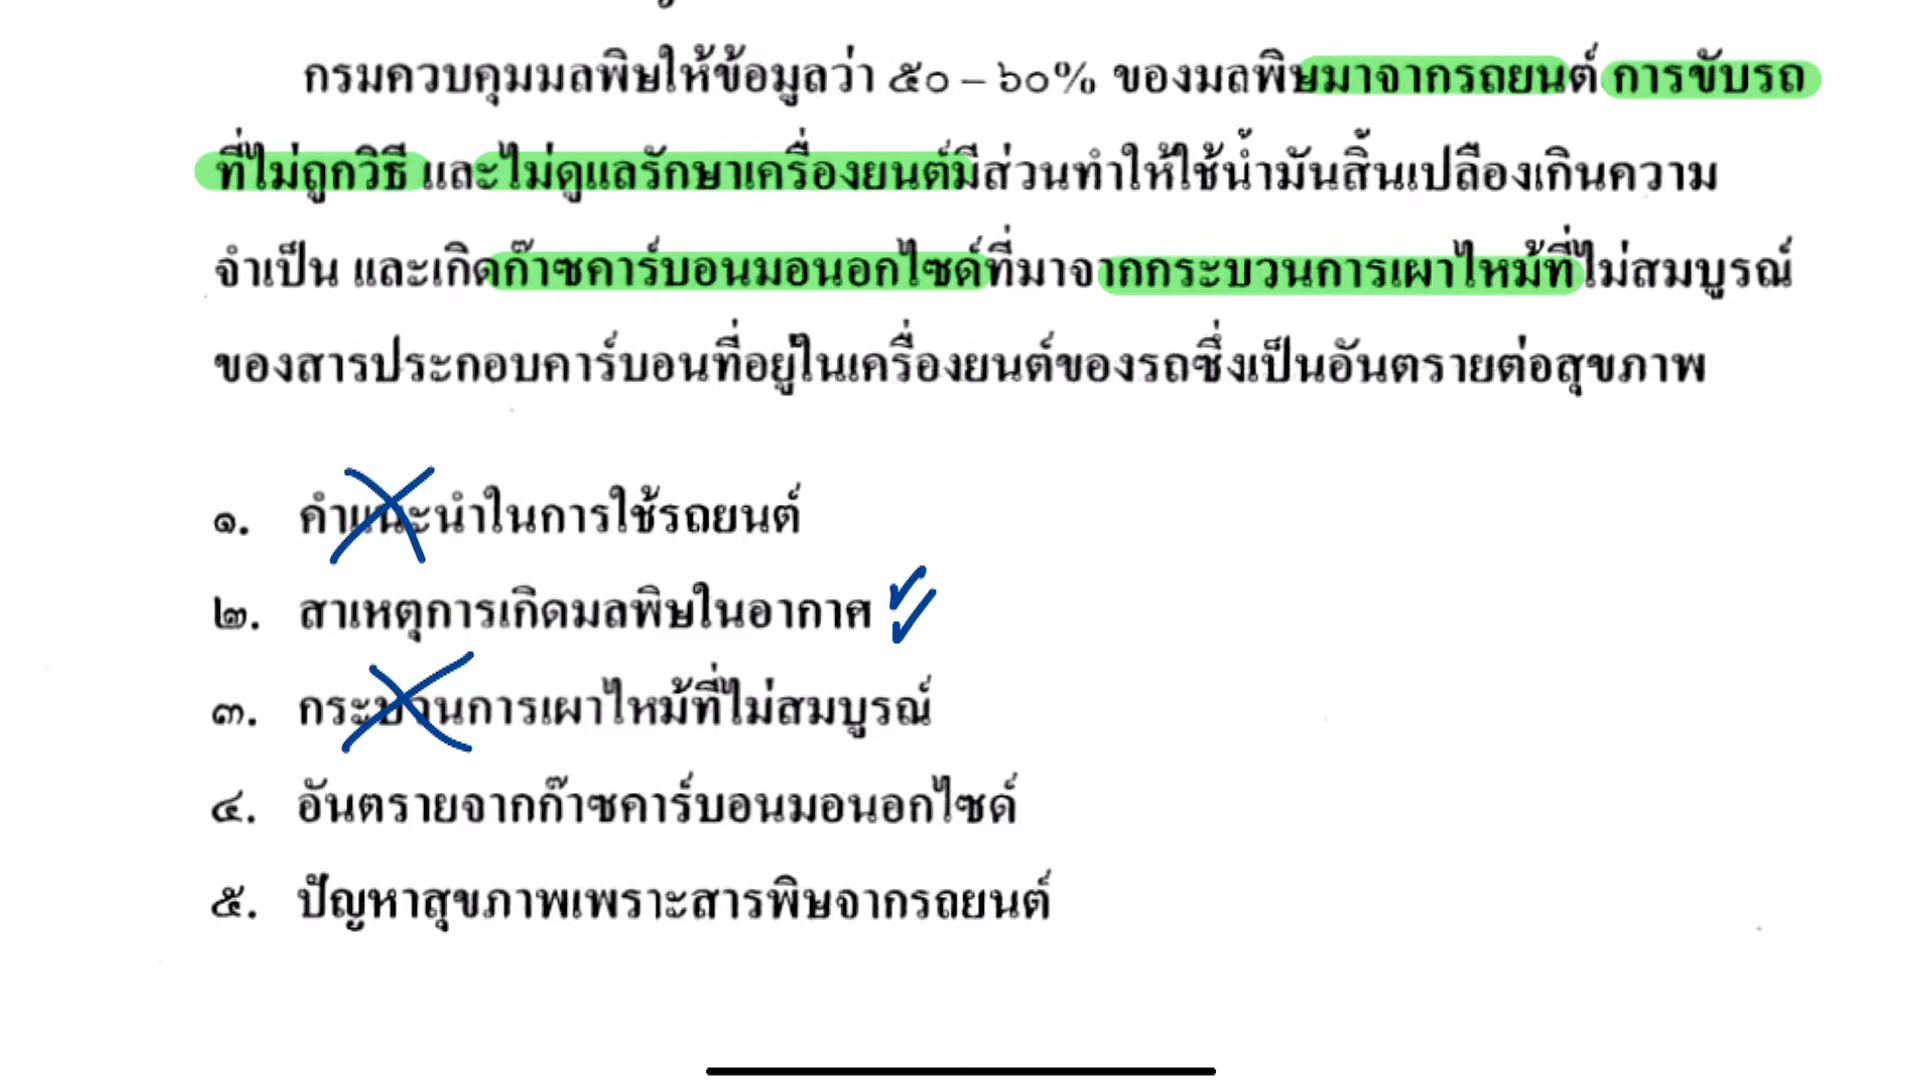 กรมควบคุมมลพิษให้ข้อมูลว่า ๕๐ – ๖๐% ของมลพิษมาจากรถยนต์ การขับรถ
ที่ไม่ถูกวิธี และไม่ดูแลรักษาเครื่องยนต์มีส่วนทำให้ใช้น้ำมันสิ้นเปลืองเกินความ
จำเป็น และเกิดก๊าซคาร์บอนมอนอกไซด์ที่มาจากกระบวนการเผาไหม้ที่ไม่สมบูรณ์
ของสารประกอบคาร์บอนที่อยู่ในเครื่องยนต์ของรถซึ่งเป็นอันตรายต่อสุขภาพ
๑. คำแนะนำในการใช้รถยนต์
๒. สาเหตุการเกิดมลพิษในอากาศ
๓. กระบวนการเผาไหม้ที่ไม่สมบูรณ์
๔. อันตรายจากก๊าซคาร์บอนมอนอกไซด์
๕. ปัญหาสุขภาพเพราะสารพิษจากรถยนต์